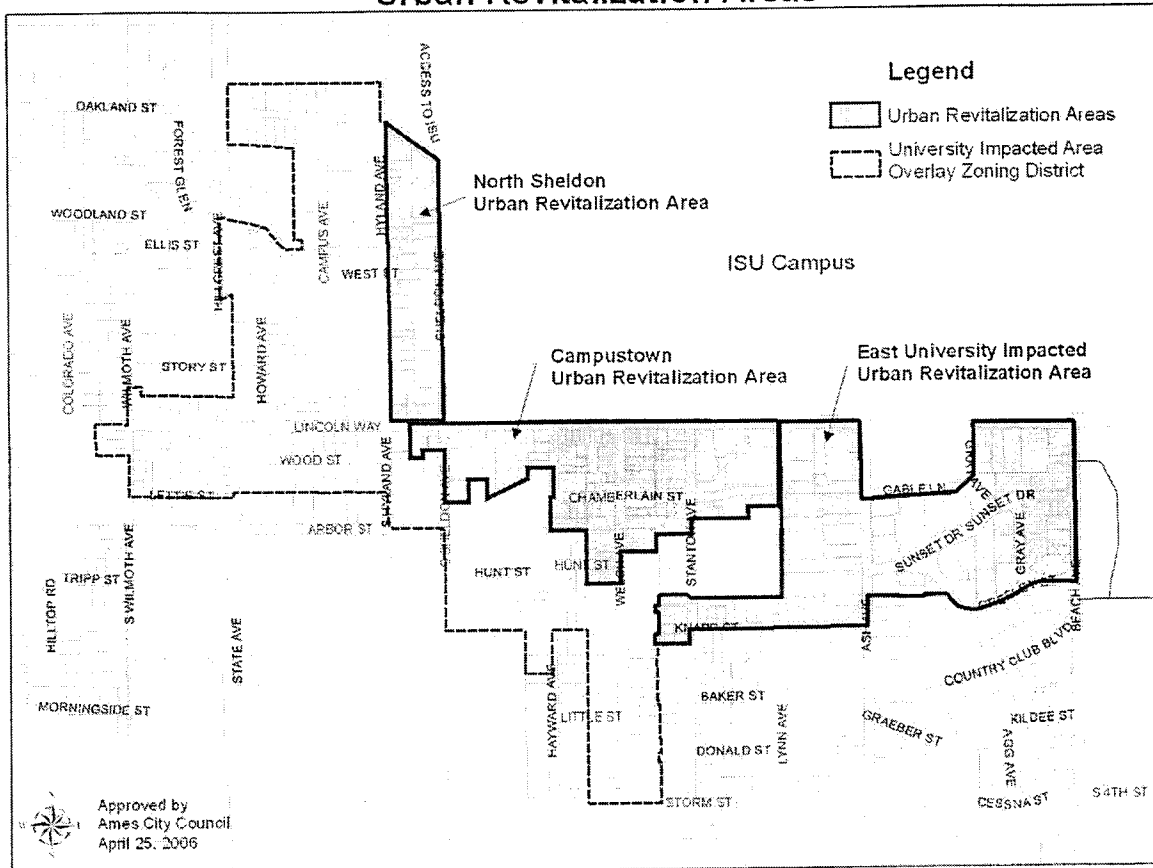 Urban Revitalization Areas
Legend
Urban Revitalization Areas
University Impacted Area
Overlay Zoning District
ACCESS TO ISU
OAKLAND ST
FOREST GLEN
HYLAND AVE
North Sheldon
Urban Revitalization Area
WOODLAND ST
ELLIS ST
HILLCREST AVE
CAMPUS AVE
WEST ST
SHELDON AVE
ISU Campus
COLORADO AVE
WILMOTH AVE
STORY ST
HOWARD AVE
Campustown
Urban Revitalization Area
East University Impacted
Urban Revitalization Area
LINCOLN WAY
WOOD ST
S HYLAND AVE
LETTIE ST
ARBOR ST
CHAMBERLAIN ST
STANTON AVE
GABLE LN
AVE
SUNSET DR
SUNSET DR
GRAY AVE
HUNT ST
HUNT ST
TRIPP ST
HILLTOP RD
S WILMOTH AVE
STATE AVE
KNAPP ST
BEACH
COUNTRY CLUB BLVD
MORNINGSIDE ST
HAYWARD AVE
LITTLE ST
BAKER ST
LYNN AVE
GRAEBER ST
KILDEE ST
AGG AVE
DONALD ST
STORM ST
CESSNA ST
S 4TH ST
Approved by
Ames City Council
April 25, 2006